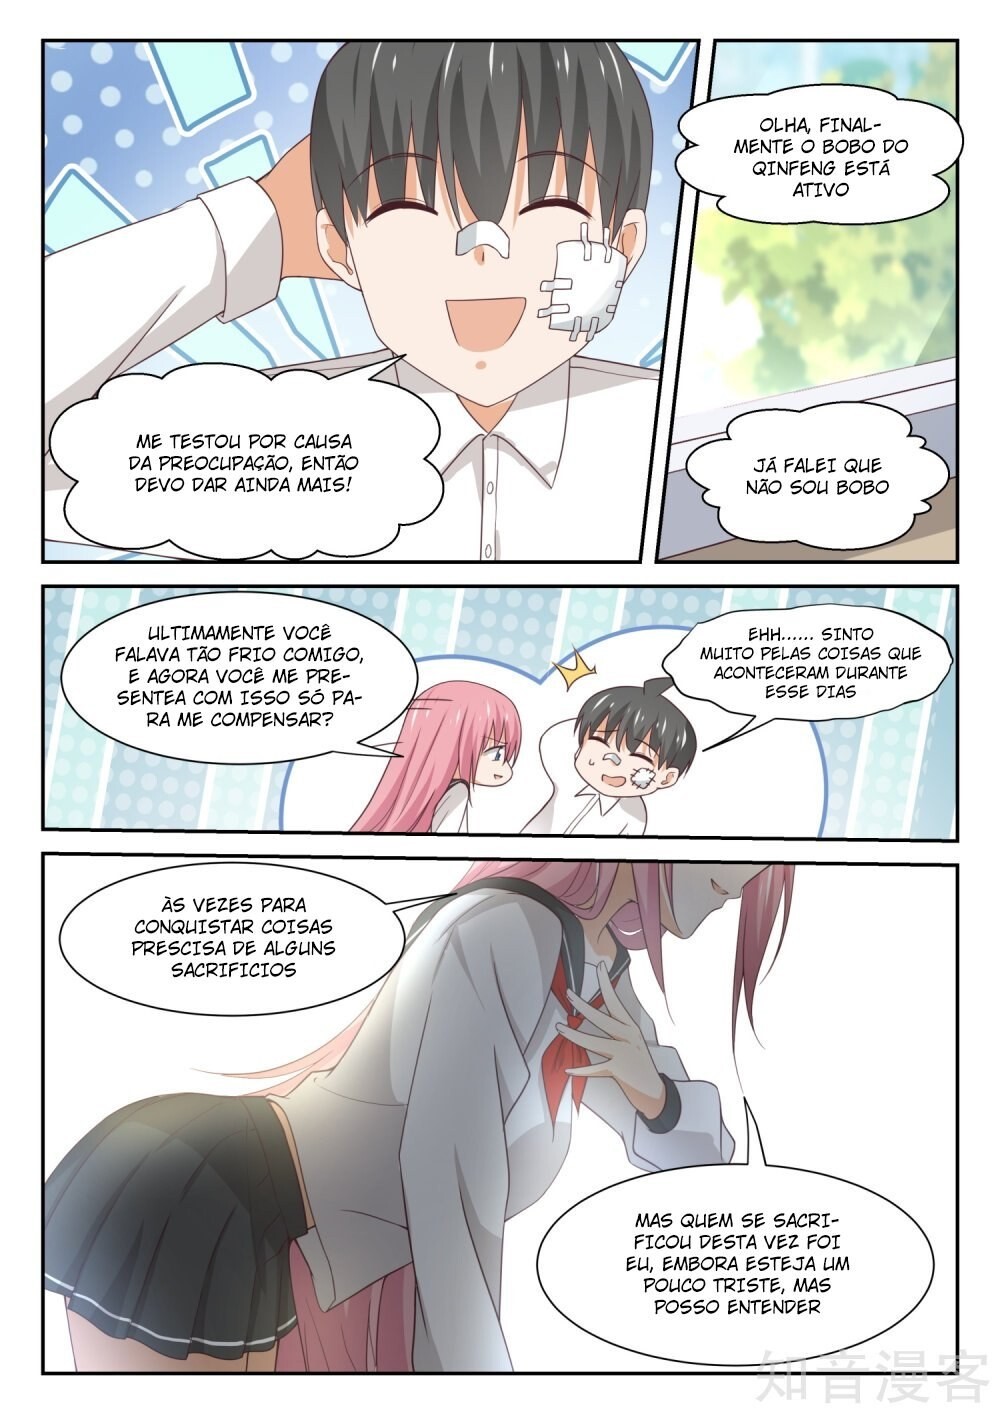 OLHA, FINAL-
MENTE O BOBO DO
QINFENG ESTÁ
ATIVO
ME TESTOU POR CAUSA
DA PREOCUPAÇÃO, ENTÃO
DEVO DAR AINDA MAIS!
JÁ FALEI QUE
NÃO SOU BOBO
ULTIMAMENTE VOCÊ
FALAVA TÃO FRIO COMIGO,
E AGORA VOCÊ ME PRE-
SENTEA COM ISSO SÓ PA-
RA ME COMPENSAR?
EHH...... SINTO
MUITO PELAS COISAS QUE
ACONTECERAM DURANTE
ESSE DIAS
ÀS VEZES PARA
CONQUISTAR COISAS
PRESCISA DE ALGUNS
SACRIFICIOS
MAS QUEM SE SACRI-
FICOU DESTA VEZ FOI
EU, EMBORA ESTEJA UM
POUCO TRISTE, MAS
POSSO ENTENDER
知音漫客